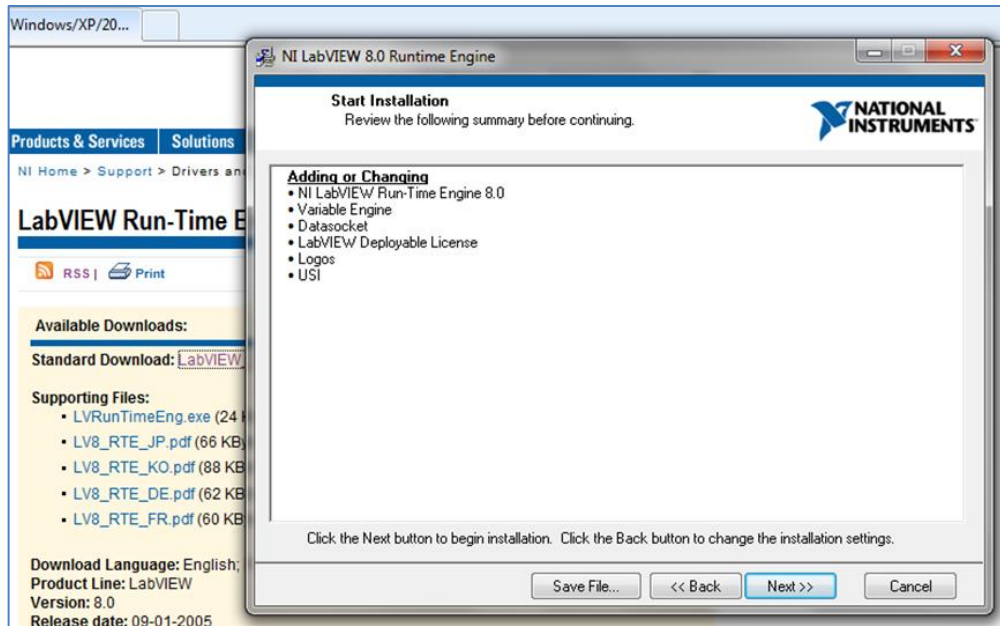 Windows/XP/20...
Products & Services Solutions
NI Home > Support > Drivers an
LabVIEW Run-Time E
RSS | Print
Available Downloads:
Standard Download: LabVIEW
Supporting Files:
▪ LVRunTimeEng.exe (24 K
▪ LV8_RTE_JP.pdf (66 KBy
▪ LV8_RTE_KO.pdf (88 KB
▪ LV8_RTE_DE.pdf (62 KB
▪ LV8_RTE_FR.pdf (60 KB
Download Language: English;
Product Line: LabVIEW
Version: 8.0
Release date: 09-01-2005
NI LabVIEW 8.0 Runtime Engine
Start Installation
Review the following summary before continuing.
NATIONAL
INSTRUMENTS
Adding or Changing
• NI LabVIEW Run-Time Engine 8.0
• Variable Engine
• Datasocket
• LabVIEW Deployable License
• Logos
• USI
Click the Next button to begin installation. Click the Back button to change the installation settings.
Save File... << Back Next >> Cancel